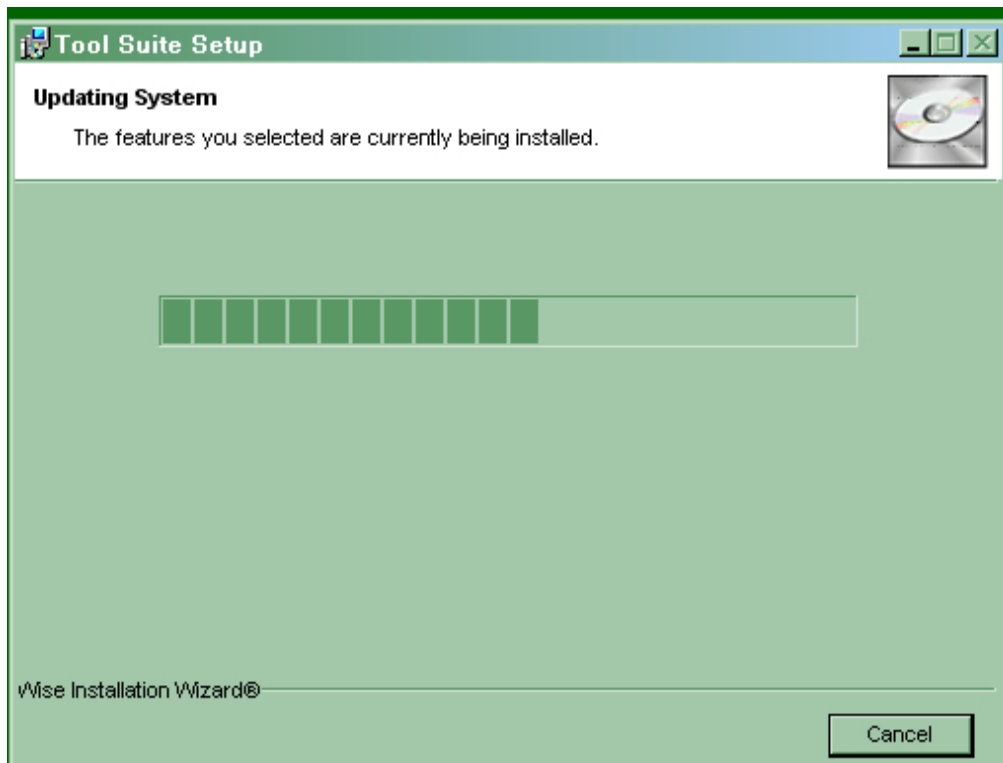 Tool Suite Setup
Updating System
The features you selected are currently being installed.
Wise Installation Wizard®
Cancel